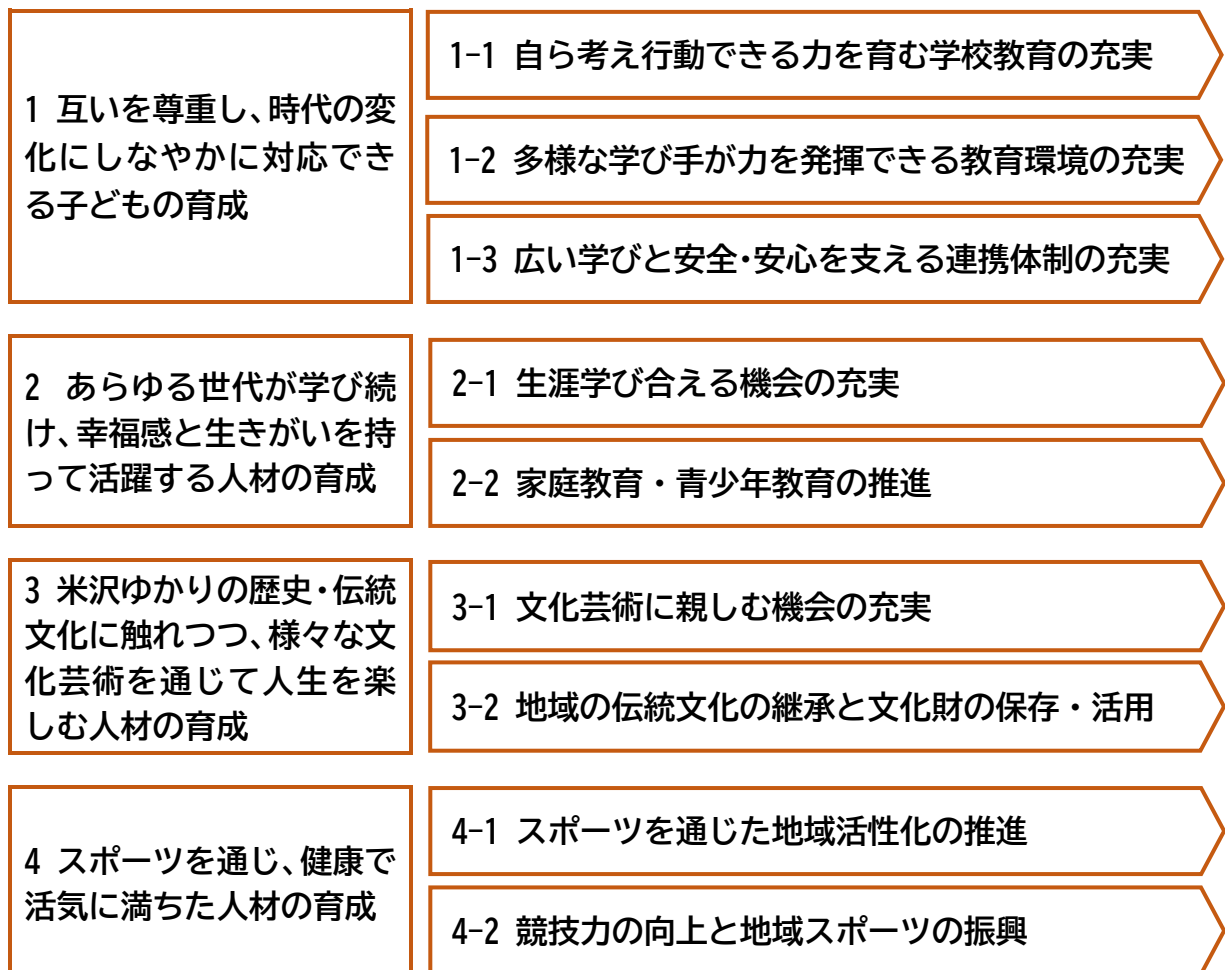 1 互いを尊重し、時代の変
化にしなやかに対応でき
る子どもの育成
1-1 自ら考え行動できる力を育む学校教育の充実
1-2 多様な学び手が力を発揮できる教育環境の充実
1-3 広い学びと安全・安心を支える連携体制の充実
2 あらゆる世代が学び続
け、幸福感と生きがいを持
って活躍する人材の育成
2-1 生涯学び合える機会の充実
2-2 家庭教育・青少年教育の推進
3 米沢ゆかりの歴史・伝統
文化に触れつつ、様々な文
化芸術を通じて人生を楽
しむ人材の育成
3-1 文化芸術に親しむ機会の充実
3-2 地域の伝統文化の継承と文化財の保存・活用
4 スポーツを通じ、健康で
活気に満ちた人材の育成
4-1 スポーツを通じた地域活性化の推進
4-2 競技力の向上と地域スポーツの振興